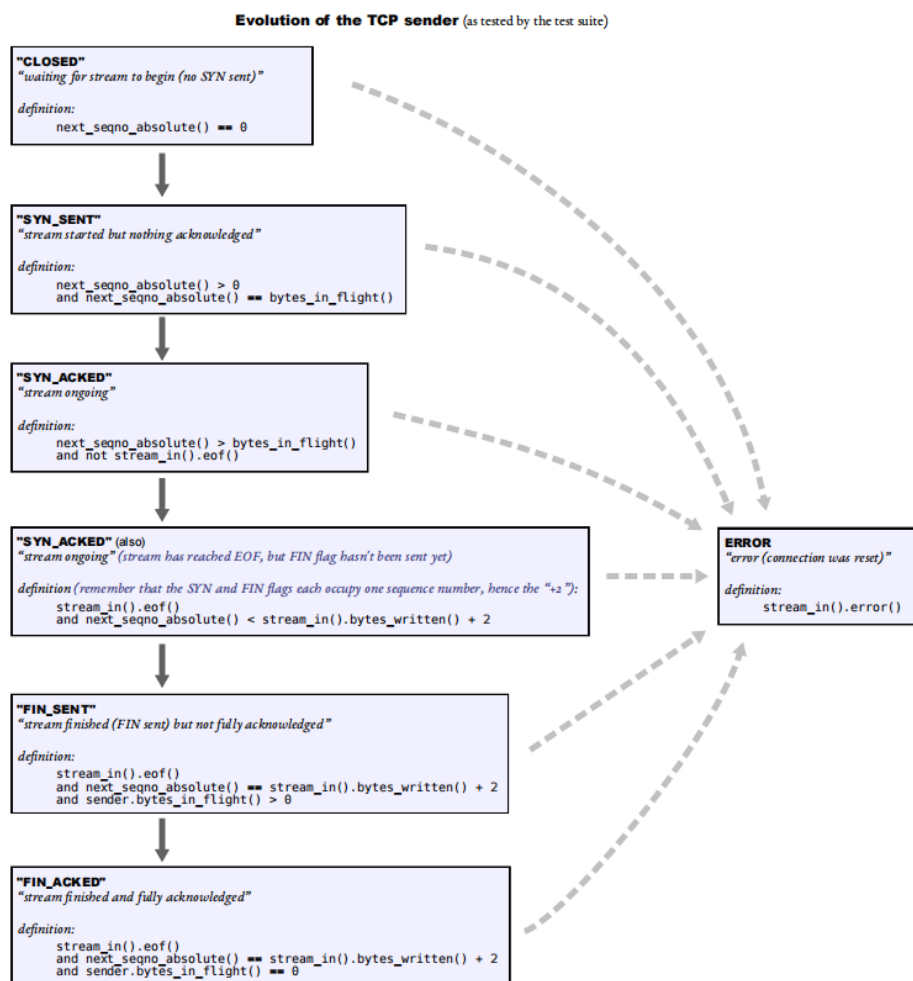 Evolution of the TCP sender (as tested by the test suite)
"CLOSED"
“waiting for stream to begin (no SYN sent)”
definition:
next_seqno_absolute() == 0
"SYN_SENT"
“stream started but nothing acknowledged”
definition:
next_seqno_absolute() > 0
and next_seqno_absolute() == bytes_in_flight()
"SYN_ACKED"
“stream ongoing”
definition:
next_seqno_absolute() > bytes_in_flight()
and not stream_in().eof()
"SYN_ACKED" (also)
“stream ongoing” (stream has reached EOF, but FIN flag hasn't been sent yet)
definition (remember that the SYN and FIN flags each occupy one sequence number, hence the “+2”):
stream_in().eof()
and next_seqno_absolute() < stream_in().bytes_written() + 2
ERROR
“error (connection was reset)”
definition:
stream_in().error()
"FIN_SENT"
“stream finished (FIN sent) but not fully acknowledged”
definition:
stream_in().eof()
and next_seqno_absolute() == stream_in().bytes_written() + 2
and sender.bytes_in_flight() > 0
"FIN_ACKED"
“stream finished and fully acknowledged”
definition:
stream_in().eof()
and next_seqno_absolute() == stream_in().bytes_written() + 2
and sender.bytes_in_flight() == 0